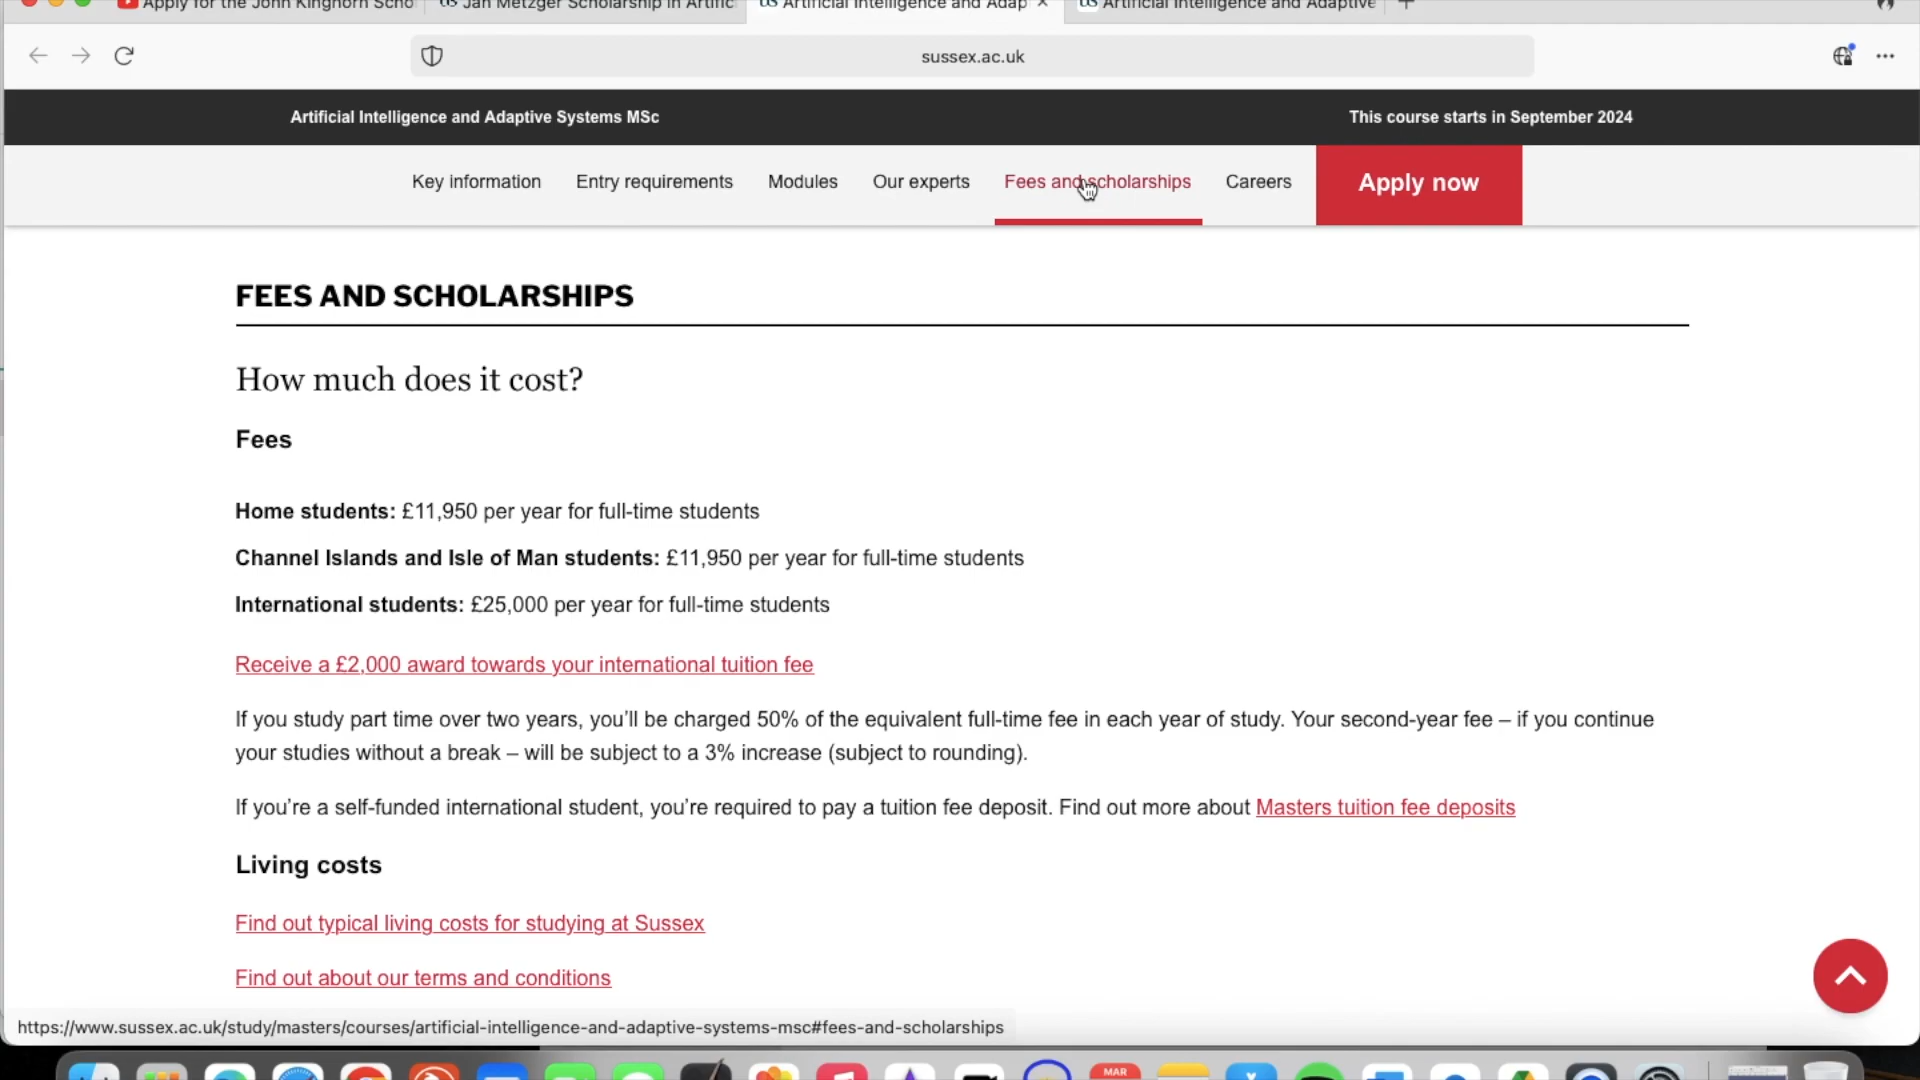 Apply for the John Kinghorn Scho
Jan Metzger Scholarship in Artific
Artificial Intelligence and Adap
Artificial Intelligence and Adaptive
sussex.ac.uk
Artificial Intelligence and Adaptive Systems MSc
This course starts in September 2024
Key information
Entry requirements
Modules
Our experts
Fees and scholarships
Careers
Apply now
FEES AND SCHOLARSHIPS
How much does it cost?
Fees
Home students: £11,950 per year for full-time students
Channel Islands and Isle of Man students: £11,950 per year for full-time students
International students: £25,000 per year for full-time students
Receive a £2,000 award towards your international tuition fee
If you study part time over two years, you’ll be charged 50% of the equivalent full-time fee in each year of study. Your second-year fee – if you continue
your studies without a break – will be subject to a 3% increase (subject to rounding).
If you’re a self-funded international student, you’re required to pay a tuition fee deposit. Find out more about Masters tuition fee deposits
Living costs
Find out typical living costs for studying at Sussex
Find out about our terms and conditions
https://www.sussex.ac.uk/study/masters/courses/artificial-intelligence-and-adaptive-systems-msc#fees-and-scholarships
MAR